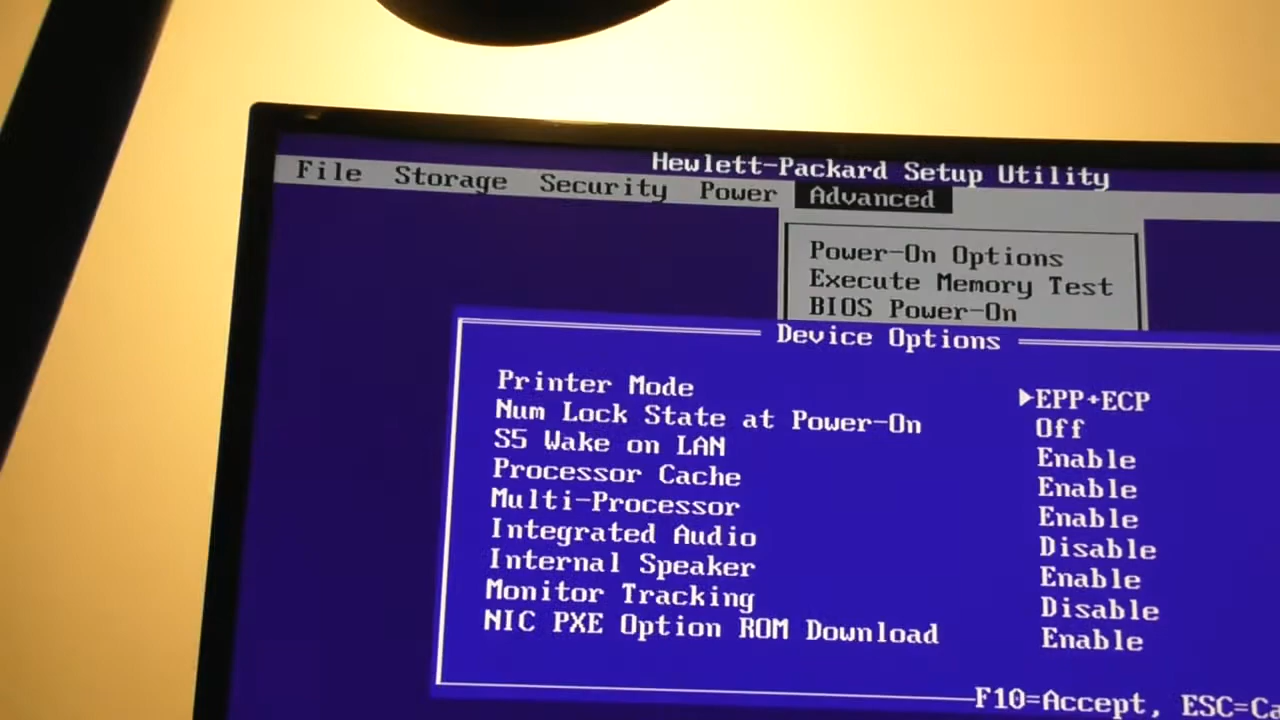 Hewlett-Packard Setup Utility
File Storage Security Power Advanced
Power-On Options
Execute Memory Test
BIOS Power-On
Device Options
Printer Mode EPP+ECP
Num Lock State at Power-On Off
S5 Wake on LAN Enable
Processor Cache Enable
Multi-Processor Enable
Integrated Audio Disable
Internal Speaker Enable
Monitor Tracking Disable
NIC PXE Option ROM Download Enable
F10=Accept, ESC=Ca